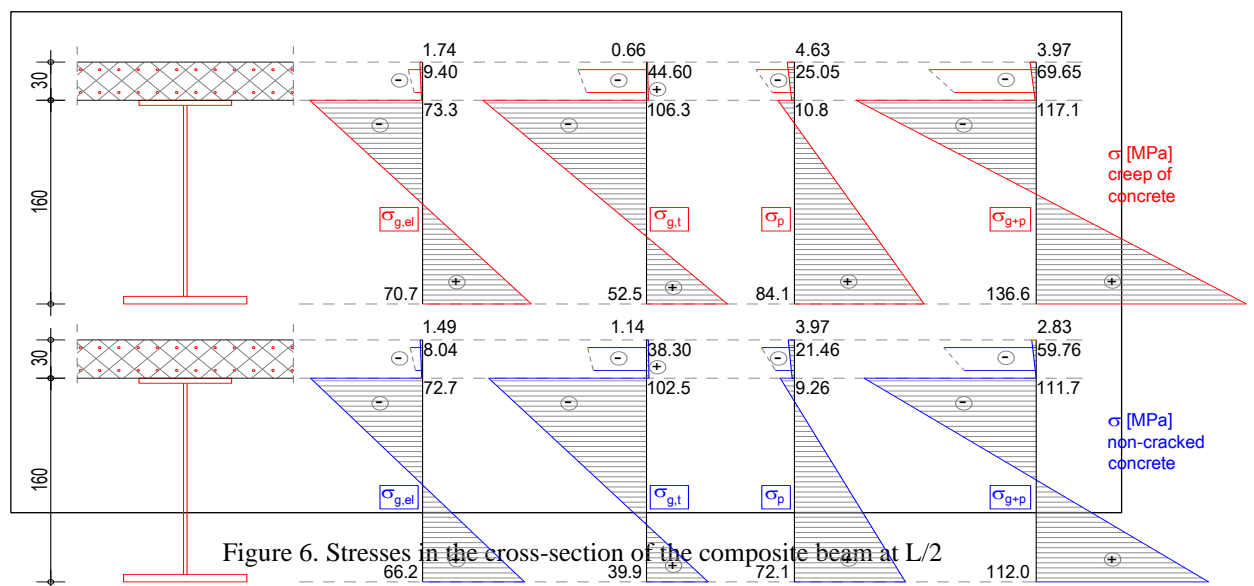 1.74 0.66 4.63 3.97
30 − 9.40 − 44.60 + − 25.05 − 69.65
73.3 106.3 10.8 117.1
− − −
σ [MPa]
creep of
concrete
160 σg,el σg,t σp σg+p
+ + + +
70.7 52.5 84.1 136.6
1.49 1.14 3.97 2.83
30 − 8.04 − 38.30 + − 21.46 − 59.76
72.7 102.5 9.26 111.7
− − −
σ [MPa]
non-cracked
concrete
160 σg,el σg,t σp σg+p
Figure 6. Stresses in the cross-section of the composite beam at L/2
+ + + +
66.2 39.9 72.1 112.0